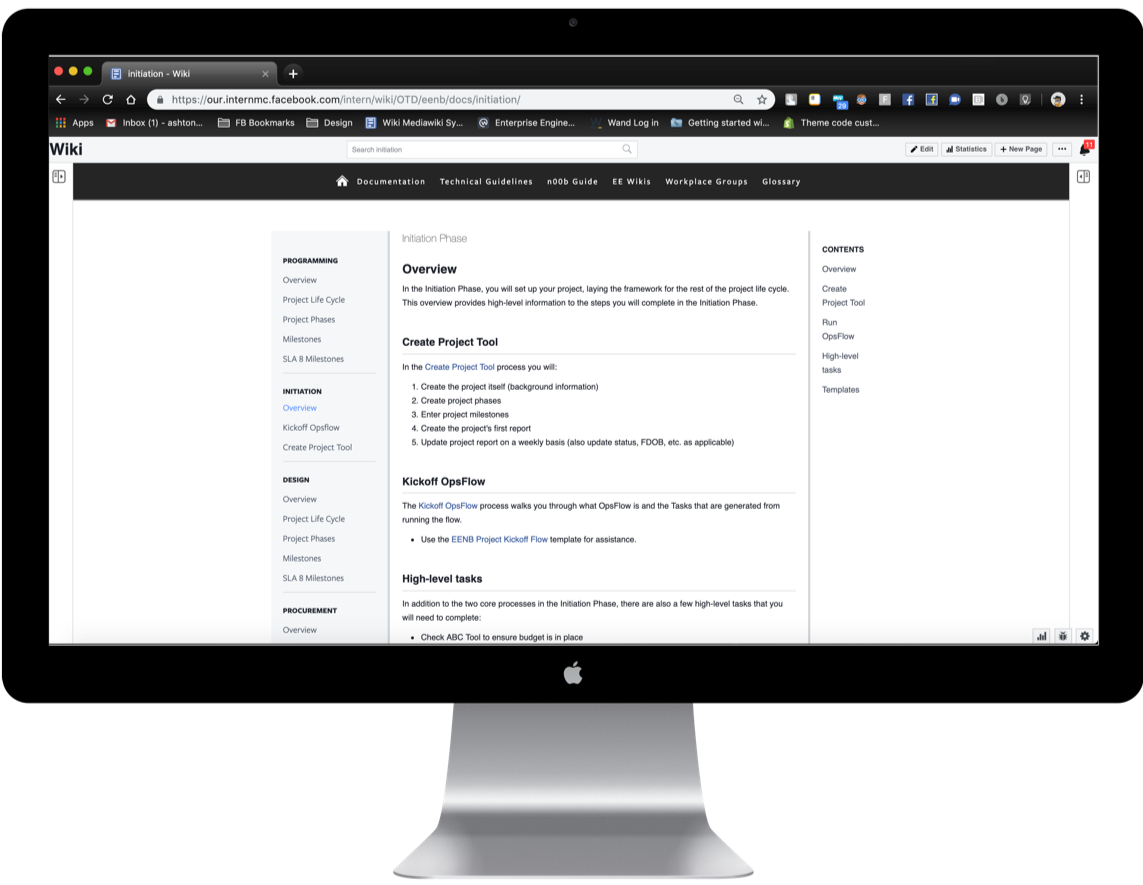 initiation - Wiki
https://our.internmc.facebook.com/intern/wiki/OTD/eenb/docs/initiation/
29
Apps
Inbox (1) - ashton...
FB Bookmarks
Design
Wiki Mediawiki Sy...
Enterprise Engine...
Wand Log in
Getting started wi...
Theme code cust...
Wiki
Search initiation
Edit
Statistics
+ New Page
11
Documentation Technical Guidelines n00b Guide EE Wikis Workplace Groups Glossary
PROGRAMMING
Overview
Project Life Cycle
Project Phases
Milestones
SLA 8 Milestones
INITIATION
Overview
Kickoff Opsflow
Create Project Tool
DESIGN
Overview
Project Life Cycle
Project Phases
Milestones
SLA 8 Milestones
PROCUREMENT
Overview
Initiation Phase
Overview
In the Initiation Phase, you will set up your project, laying the framework for the rest of the project life cycle.
This overview provides high-level information to the steps you will complete in the Initiation Phase.
Create Project Tool
In the Create Project Tool process you will:
1. Create the project itself (background information)
2. Create project phases
3. Enter project milestones
4. Create the project's first report
5. Update project report on a weekly basis (also update status, FDOB, etc. as applicable)
Kickoff OpsFlow
The Kickoff OpsFlow process walks you through what OpsFlow is and the Tasks that are generated from
running the flow.
• Use the EENB Project Kickoff Flow template for assistance.
High-level tasks
In addition to the two core processes in the Initiation Phase, there are also a few high-level tasks that you
will need to complete:
• Check ABC Tool to ensure budget is in place
CONTENTS
Overview
Create
Project Tool
Run
OpsFlow
High-level
tasks
Templates